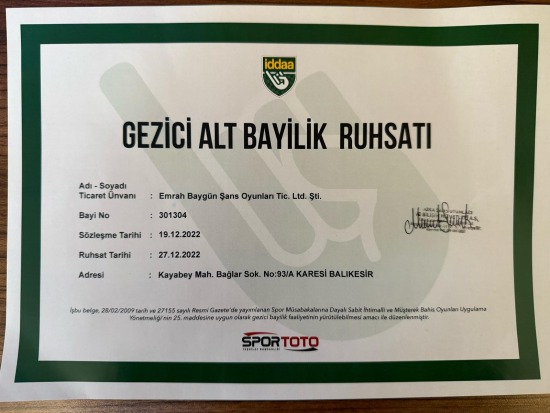 iddaa
GEZİCİ ALT BAYİLİK RUHSATI
Adı - Soyadı
Ticaret Ünvanı : Emrah Baygün Şans Oyunları Tic. Ltd. Şti.
Bayi No : 301304
Sözleşme Tarihi : 19.12.2022
Ruhsat Tarihi : 27.12.2022
Adresi : Kayabey Mah. Bağlar Sok. No:93/A KARESİ BALIKESİR
İşbu belge, 28/02/2009 tarih ve 27155 sayılı Resmi Gazete'de yayımlanan Spor Müsabakalarına Dayalı Sabit İhtimalli ve Müşterek Bahis Oyunları Uygulama
Yönetmeliği'nin 25. maddesine uygun olarak gezici bayilik faaliyetinin yürütülebilmesi amacı ile düzenlenmiştir.
SPORTOTO
TEŞKİLAT BAŞKANLIĞI